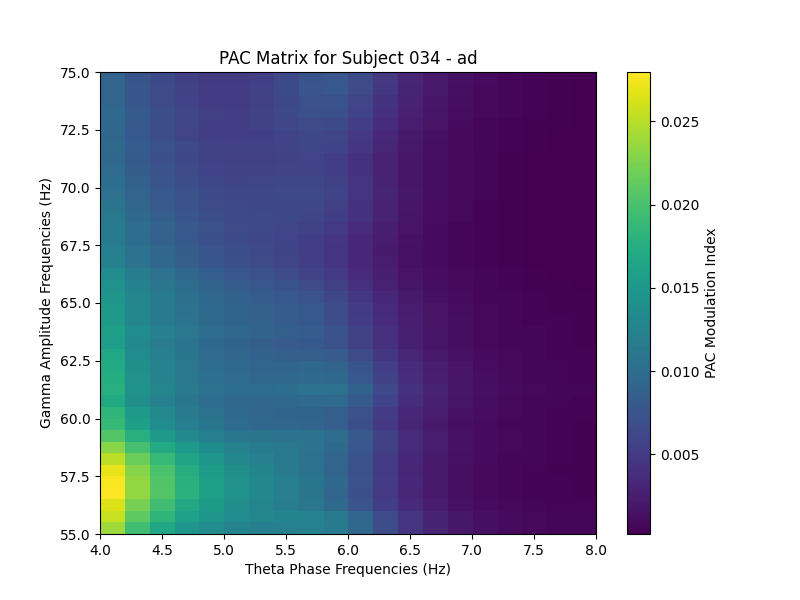 PAC Matrix for Subject 034 - ad
75.0
72.5
70.0
67.5
65.0
62.5
60.0
57.5
55.0
Gamma Amplitude Frequencies (Hz)
4.0 4.5 5.0 5.5 6.0 6.5 7.0 7.5 8.0
Theta Phase Frequencies (Hz)
0.025
0.020
0.015
0.010
0.005
PAC Modulation Index